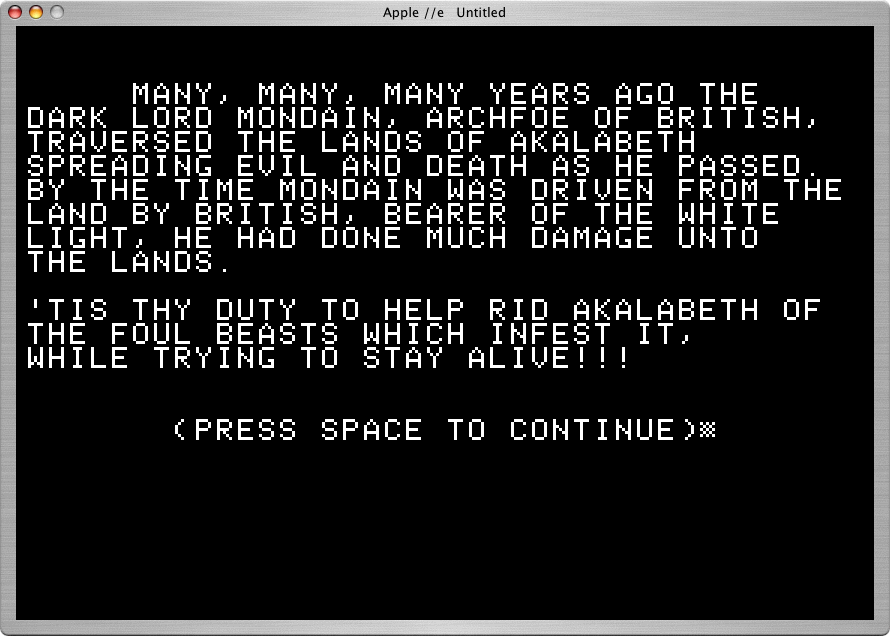 Apple //e Untitled
MANY, MANY, MANY YEARS AGO THE
DARK LORD MONDAIN, ARCHFOE OF BRITISH,
TRAVERSED THE LANDS OF AKALABETH
SPREADING EVIL AND DEATH AS HE PASSED.
BY THE TIME MONDAIN WAS DRIVEN FROM THE
LAND BY BRITISH, BEARER OF THE WHITE
LIGHT, HE HAD DONE MUCH DAMAGE UNTO
THE LANDS.
'TIS THY DUTY TO HELP RID AKALABETH OF
THE FOUL BEASTS WHICH INFEST IT,
WHILE TRYING TO STAY ALIVE!!!
(PRESS SPACE TO CONTINUE)